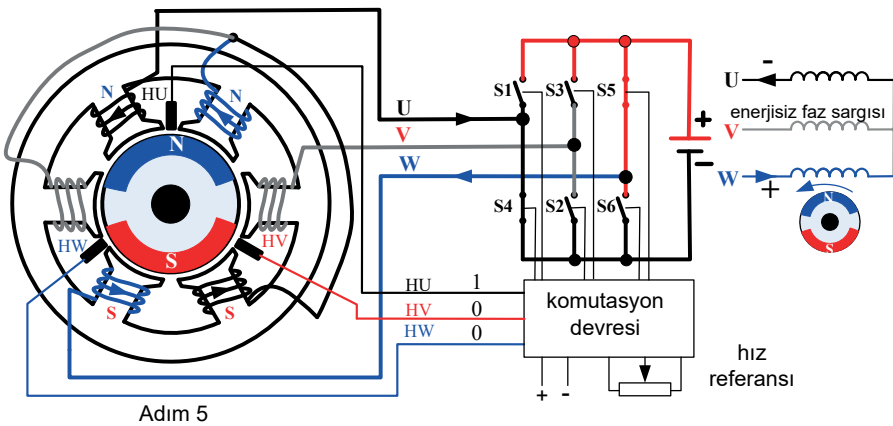 N
HU
N
N
HW
HV
S
S
S
U
V
W
S1
S3
S5
S4
S2
S6
+
-
-
U
enerjisiz faz sargısı
V
W
+
N
S
HU 1
HV 0
HW 0
komutasyon
devresi
+ -
hız
referansı
Adım 5